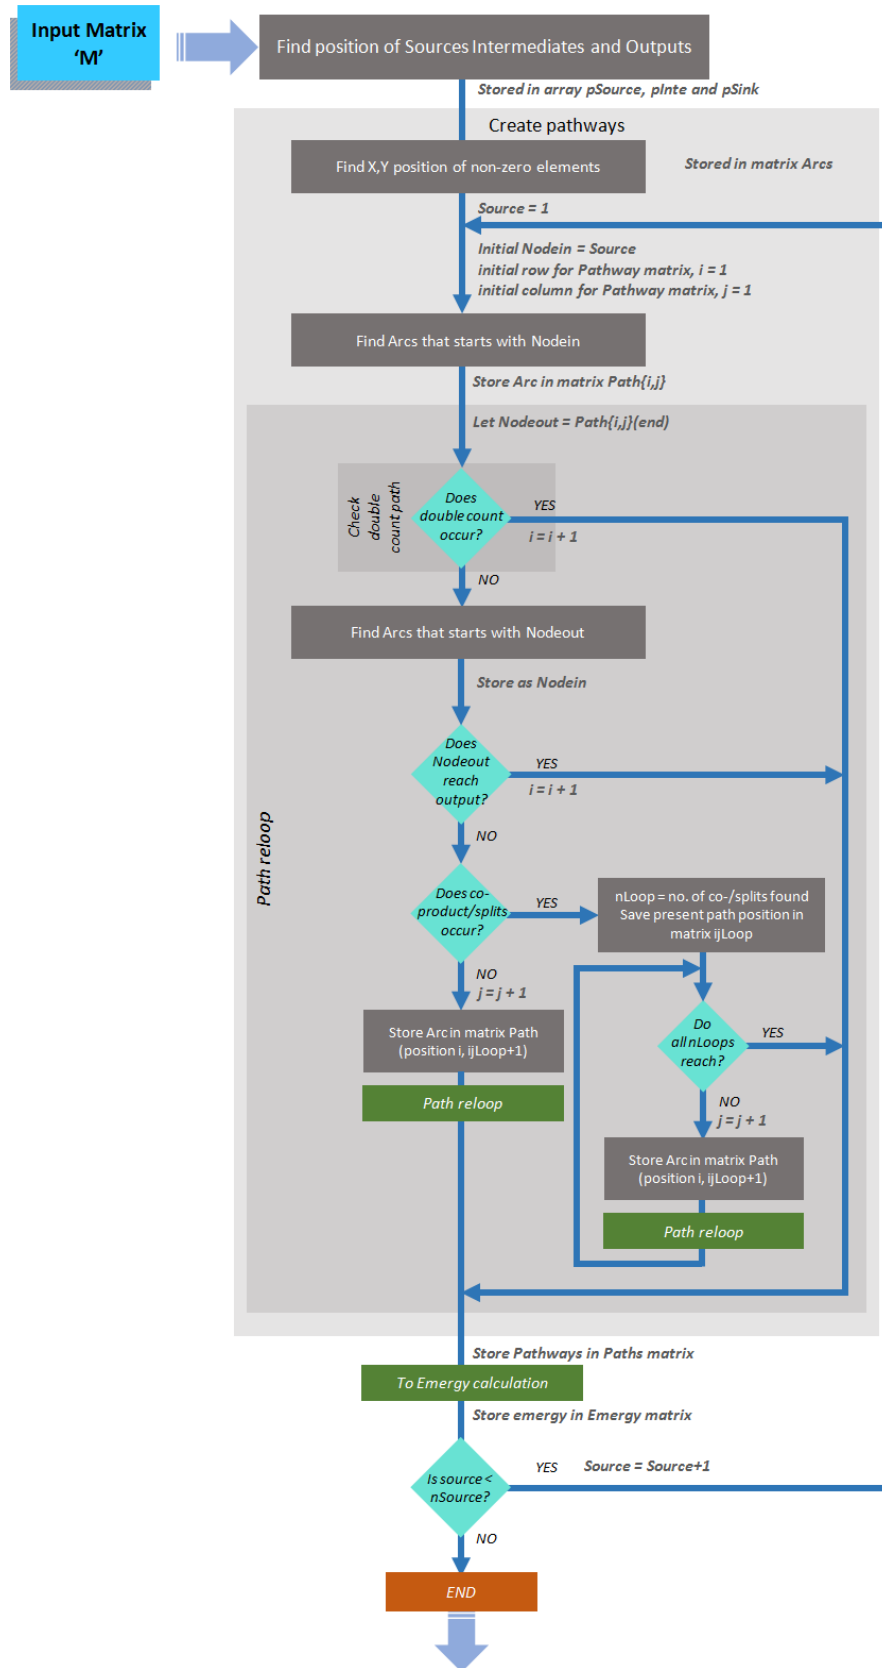 Input Matrix
‘M’
Find position of Sources Intermediates and Outputs
Stored in array pSource, pInte and pSink
Create pathways
Find X,Y position of non-zero elements
Stored in matrix Arcs
Source = 1
Initial Nodein = Source
initial row for Pathway matrix, i = 1
initial column for Pathway matrix, j = 1
Find Arcs that starts with Nodein
Store Arc in matrix Path{i,j}
Let Nodeout = Path{i,j}(end)
Check
double
count path
Does
double count
occur?
YES
i = i + 1
NO
Find Arcs that starts with Nodeout
Store as Nodein
Does
Nodeout
reach
output?
YES
i = i + 1
NO
Path reloop
Does co-
product/splits
occur?
YES
nLoop = no. of co-/splits found
Save present path position in
matrix ijLoop
NO
j = j + 1
Store Arc in matrix Path
(position i, ijLoop+1)
Path reloop
Do
all nLoops
reach?
YES
NO
j = j + 1
Store Arc in matrix Path
(position i, ijLoop+1)
Path reloop
Store Pathways in Paths matrix
To Emergy calculation
Store emergy in Emergy matrix
Is source <
nSource?
YES
Source = Source+1
NO
END